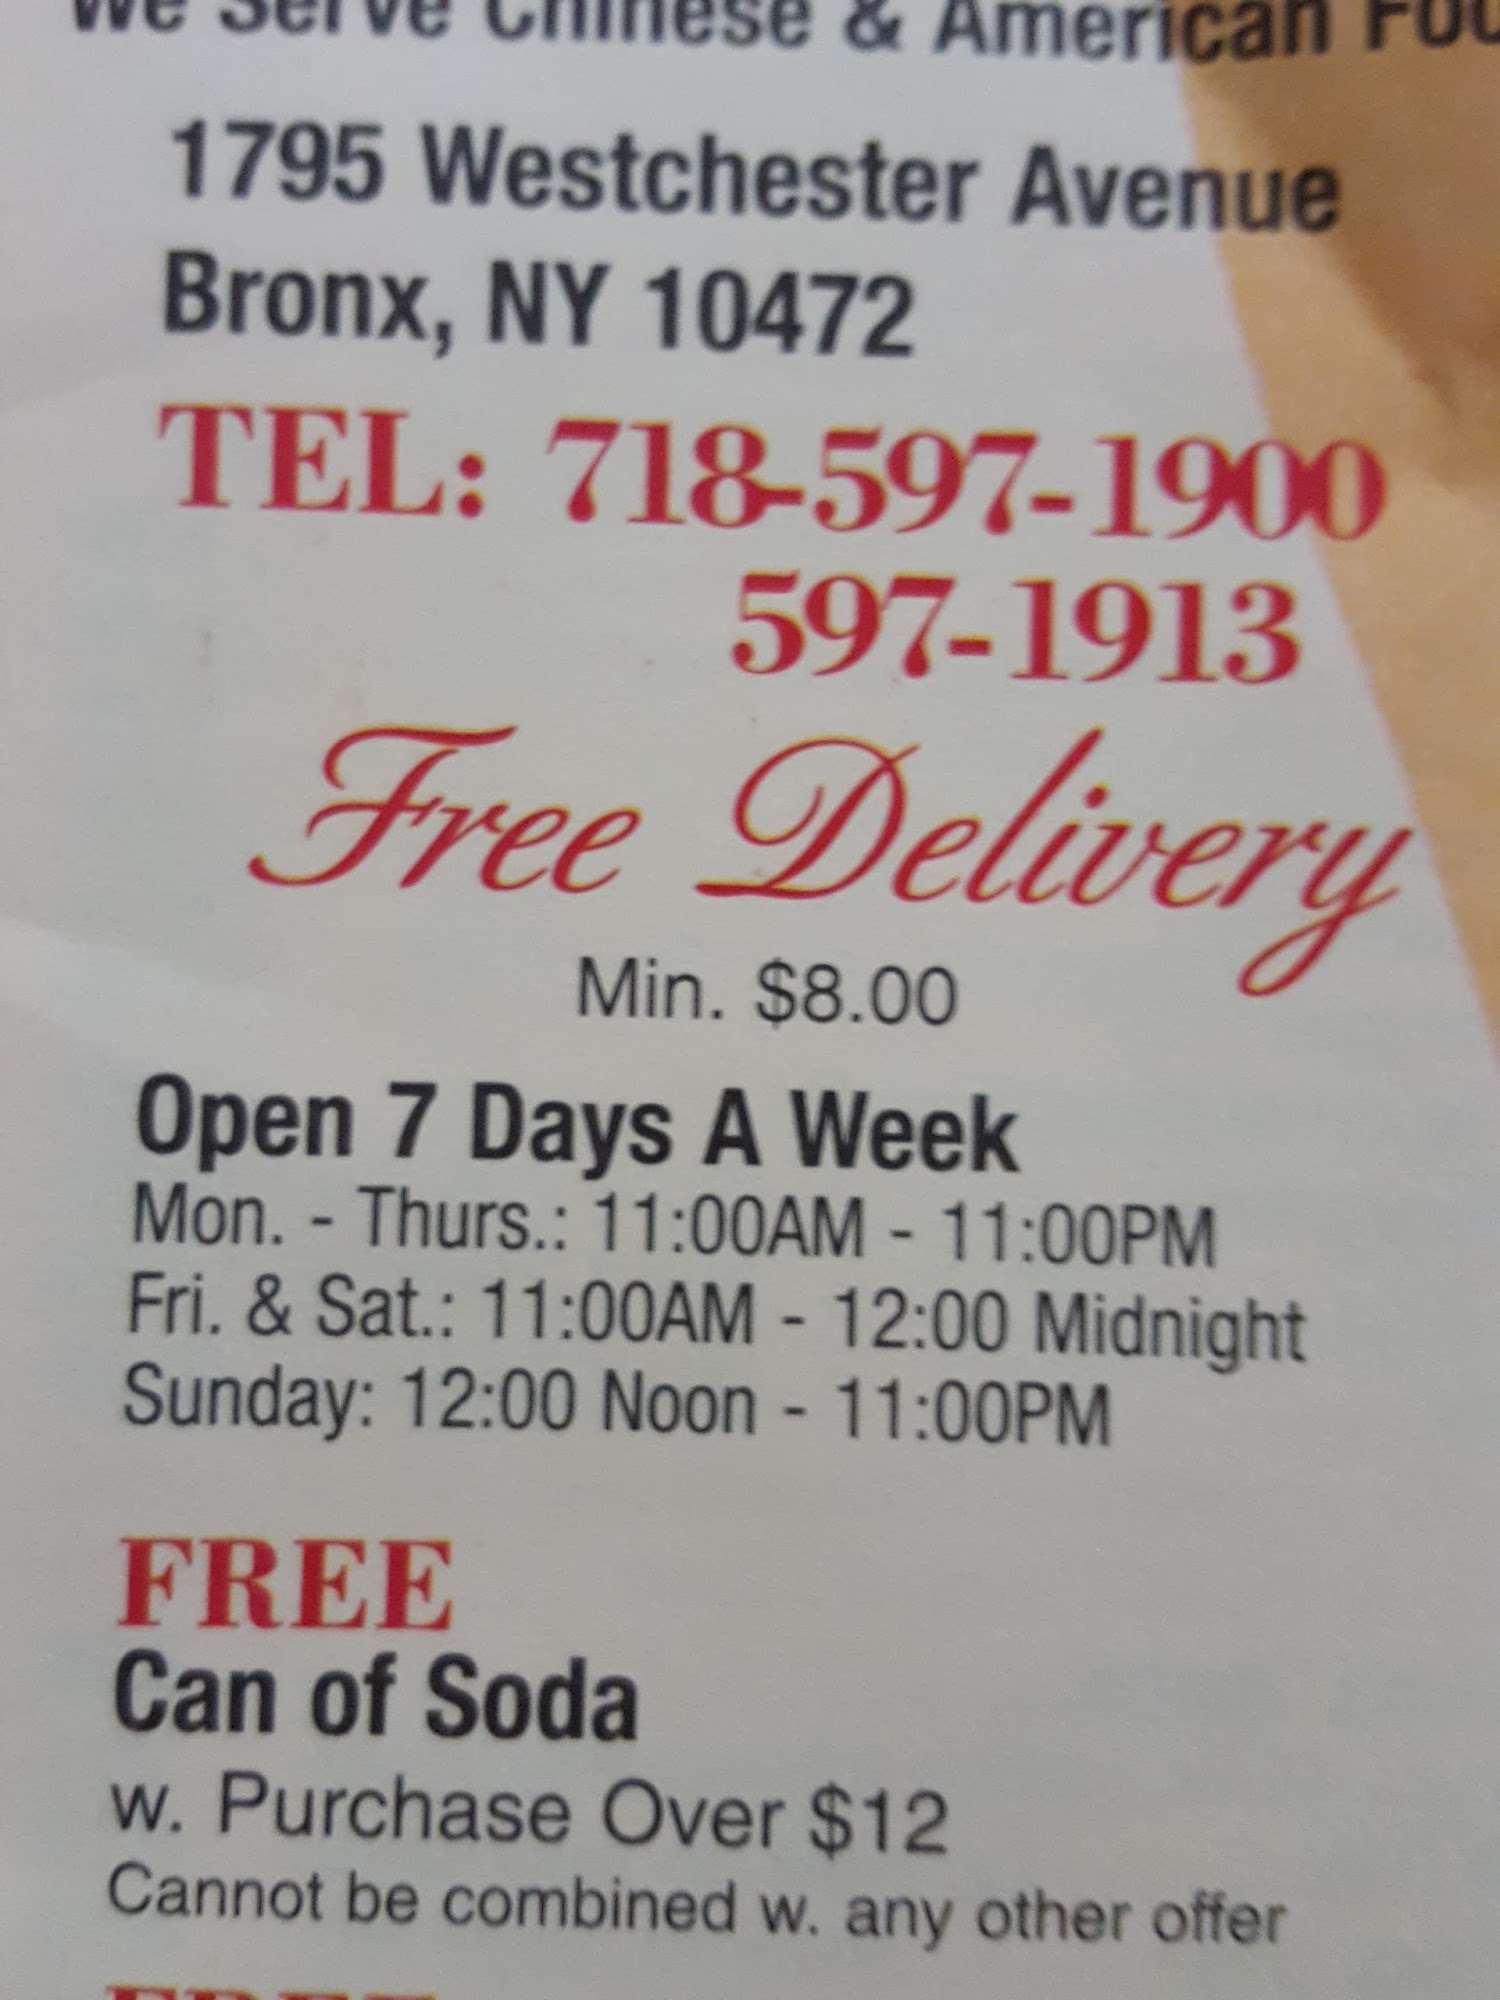 We Serve Chinese & American
1795 Westchester Avenue
Bronx, NY 10472
TEL: 718-597-1900
597-1913
Free Delivery
Min. $8.00
Open 7 Days A Week
Mon. - Thurs.: 11:00AM - 11:00PM
Fri. & Sat.: 11:00AM - 12:00 Midnight
Sunday: 12:00 Noon - 11:00PM
FREE
Can of Soda
w. Purchase Over $12
Cannot be combined w. any other offer